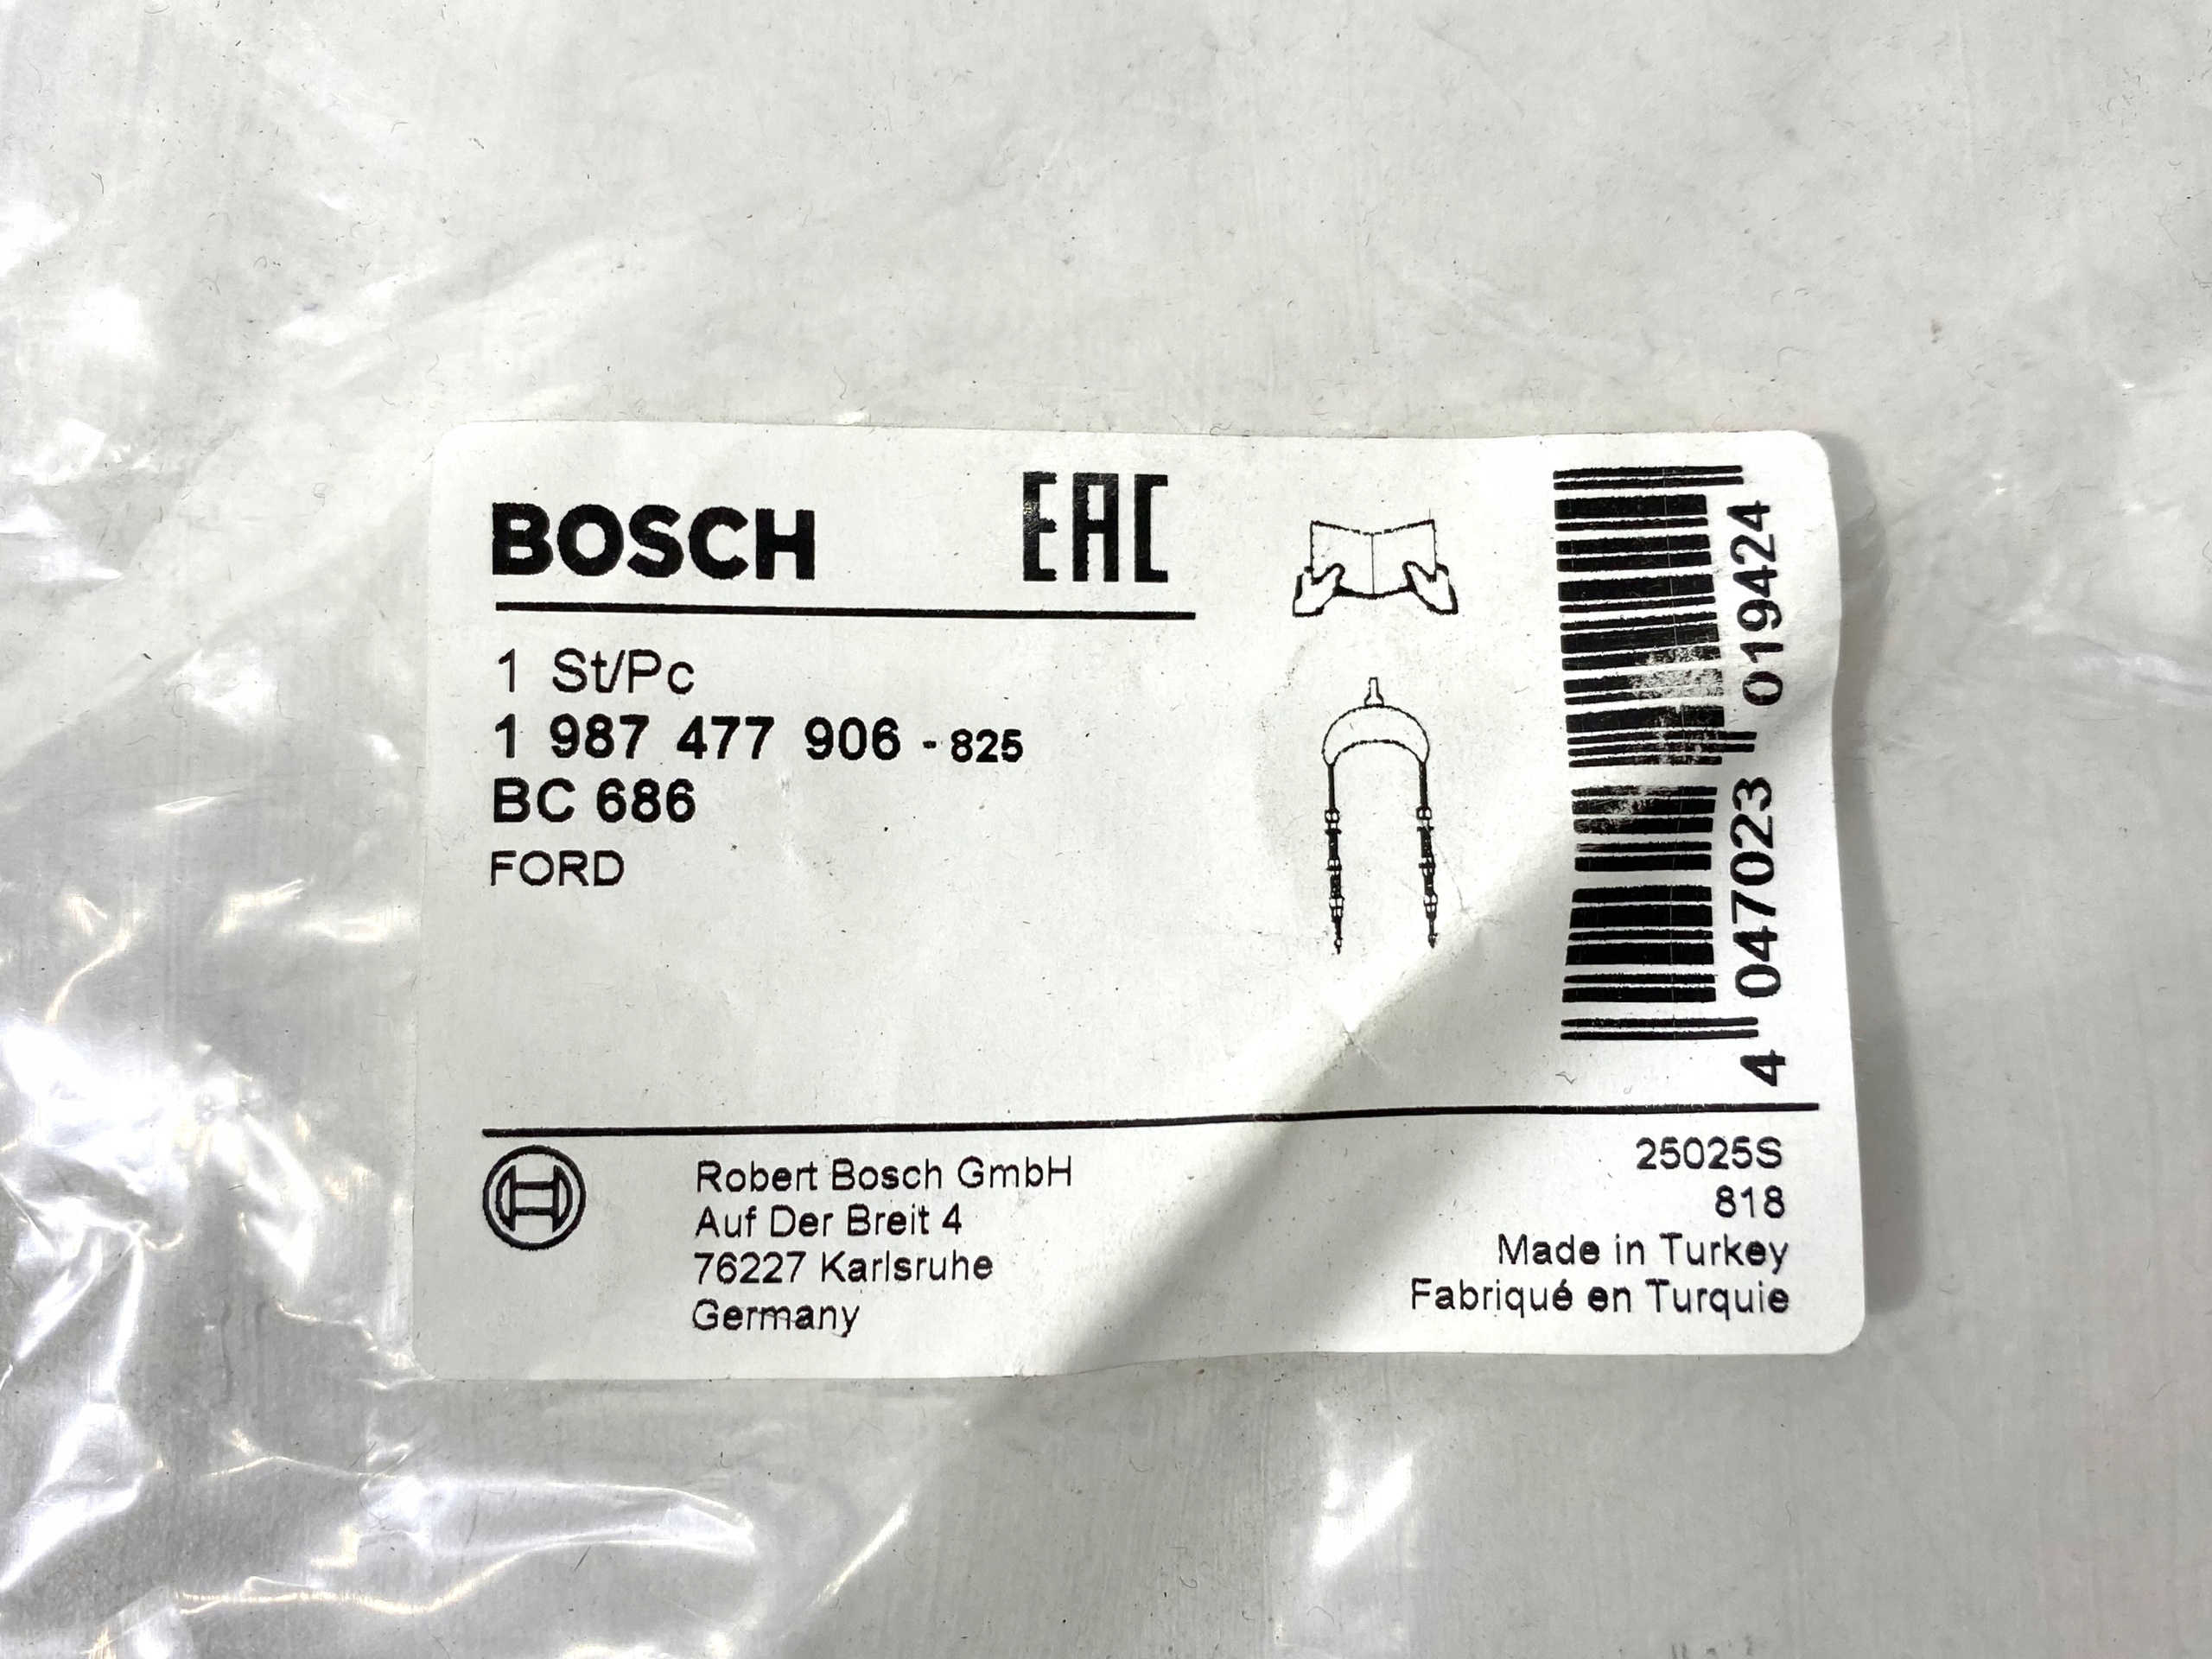 BOSCH
EAC
1 St/Pc
1 987 477 906 - 825
BC 686
FORD
4 047023 019424
Robert Bosch GmbH
Auf Der Breit 4
76227 Karlsruhe
Germany
25025S
818
Made in Turkey
Fabriqué en Turquie